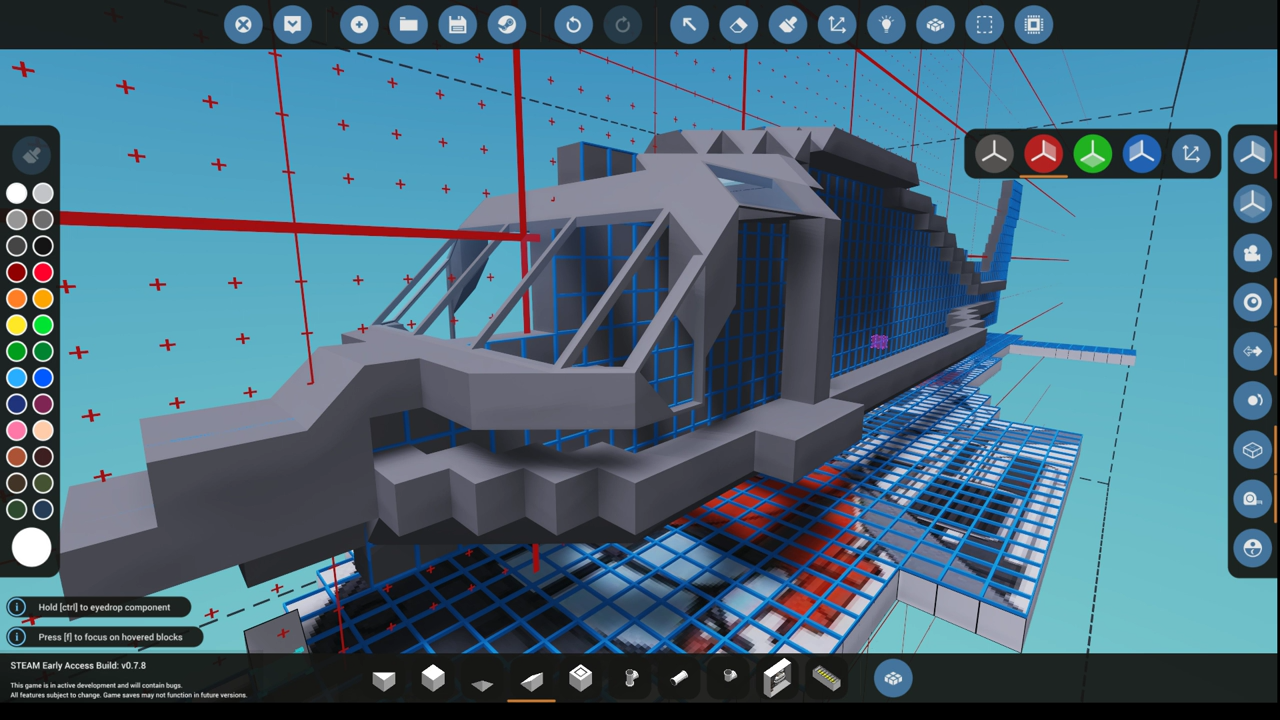 Hold [ctrl] to eyedrop component
Press [f] to focus on hovered blocks
STEAM Early Access Build: v0.7.8
This game is in active development and will contain bugs.
All features subject to change. Game saves may not function in future versions.